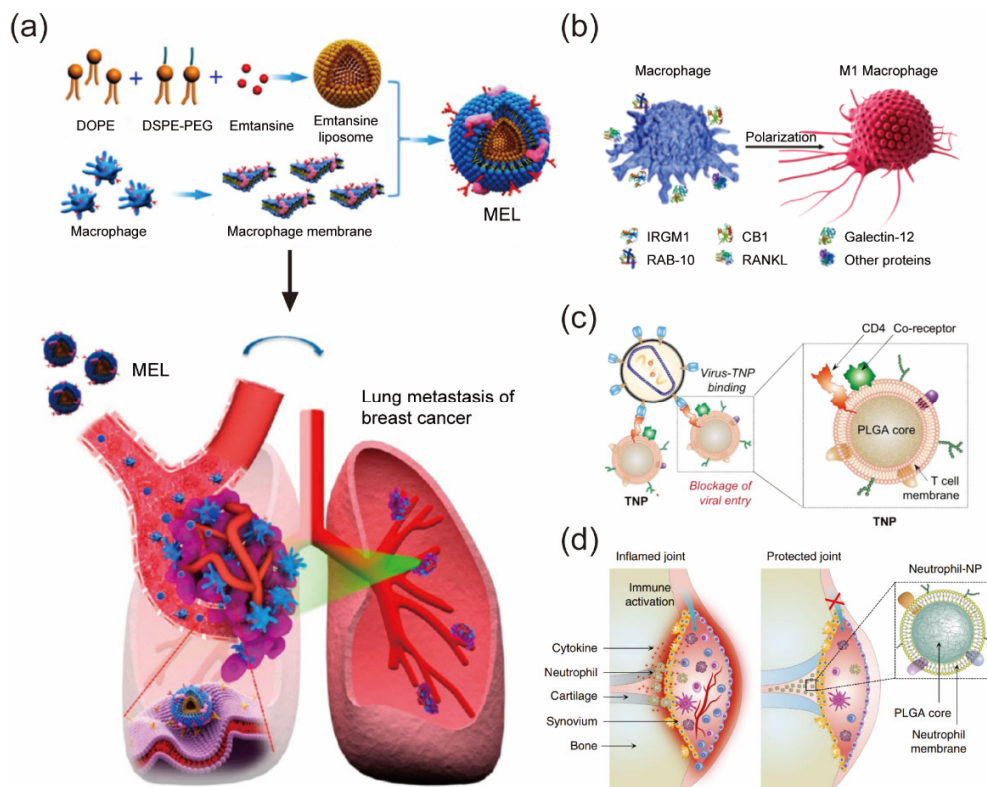 (a)
DOPE
DSPE-PEG
Emtansine
Emtansine
liposome
Macrophage
Macrophage membrane
MEL
MEL
Lung metastasis of
breast cancer
(b)
Macrophage
M1 Macrophage
Polarization
IRGM1
CB1
Galectin-12
RAB-10
RANKL
Other proteins
(c)
CD4
Co-receptor
Virus-TNP
binding
PLGA core
TNP
Blockage of
viral entry
T cell
membrane
TNP
(d)
Inflamed joint
Protected joint
Immune
activation
Neutrophil-NP
Cytokine
Neutrophil
Cartilage
Synovium
Bone
PLGA core
Neutrophil
membrane